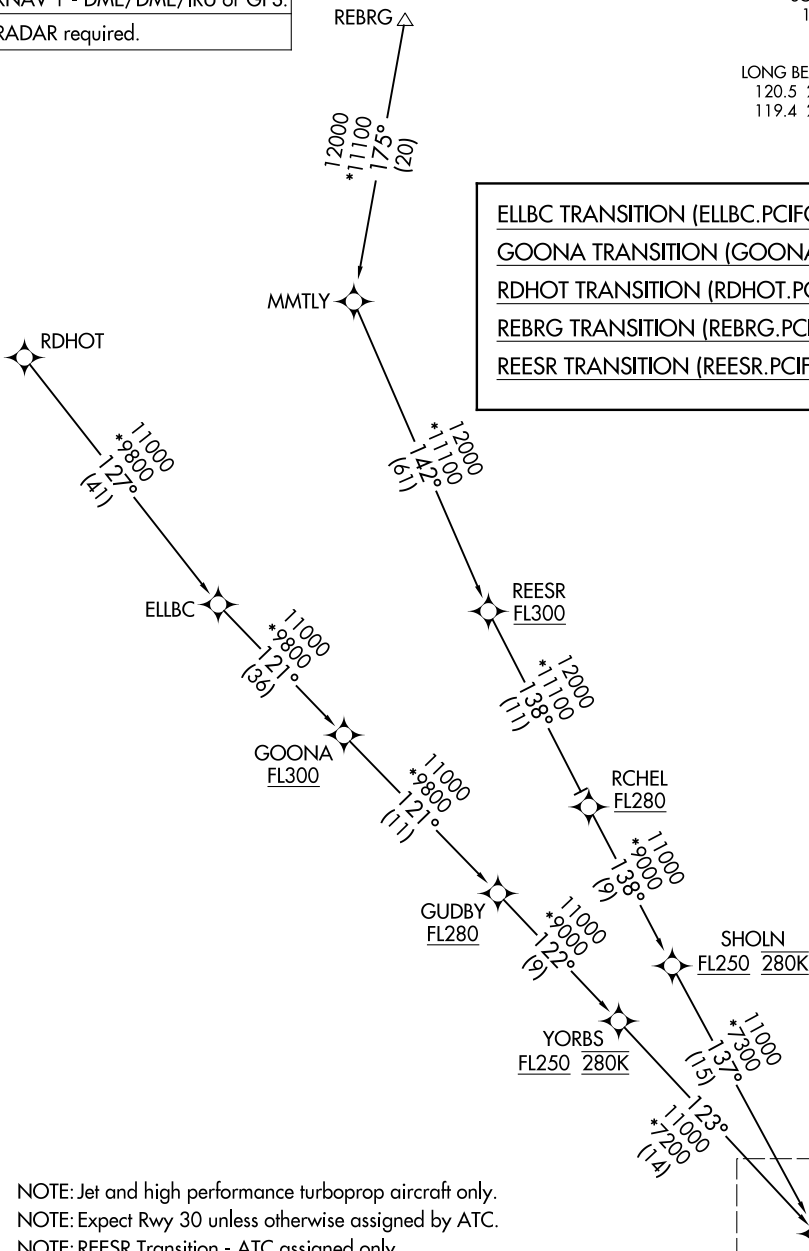 RNAV 1 - DME/DME/IRU or GPS.
RADAR required.
REBRG
LONG BE
120.5
119.4
12000
*11100
175°
(20)
ELLBC TRANSITION (ELLBC.PCIF
GOONA TRANSITION (GOONA
RDHOT TRANSITION (RDHOT.PC
REBRG TRANSITION (REBRG.PC
REESR TRANSITION (REESR.PCIF
MMTLY
RDHOT
12000
*11100
142°
(61)
11000
*9800
127°
(41)
REESR
FL300
ELLBC
11000
*9800
121°
(36)
12000
*11100
138°
(11)
GOONA
FL300
RCHEL
FL280
11000
*9800
121°
(11)
11000
*9000
138°
(9)
GUDBY
FL280
11000
*9000
122°
(9)
SHOLN
FL250 280K
YORBS
FL250 280K
11000
*7300
137°
(15)
123°
11000
*7200
(14)
NOTE: Jet and high performance turboprop aircraft only.
NOTE: Expect Rwy 30 unless otherwise assigned by ATC.
NOTE: REESR Transition - ATC assigned only.